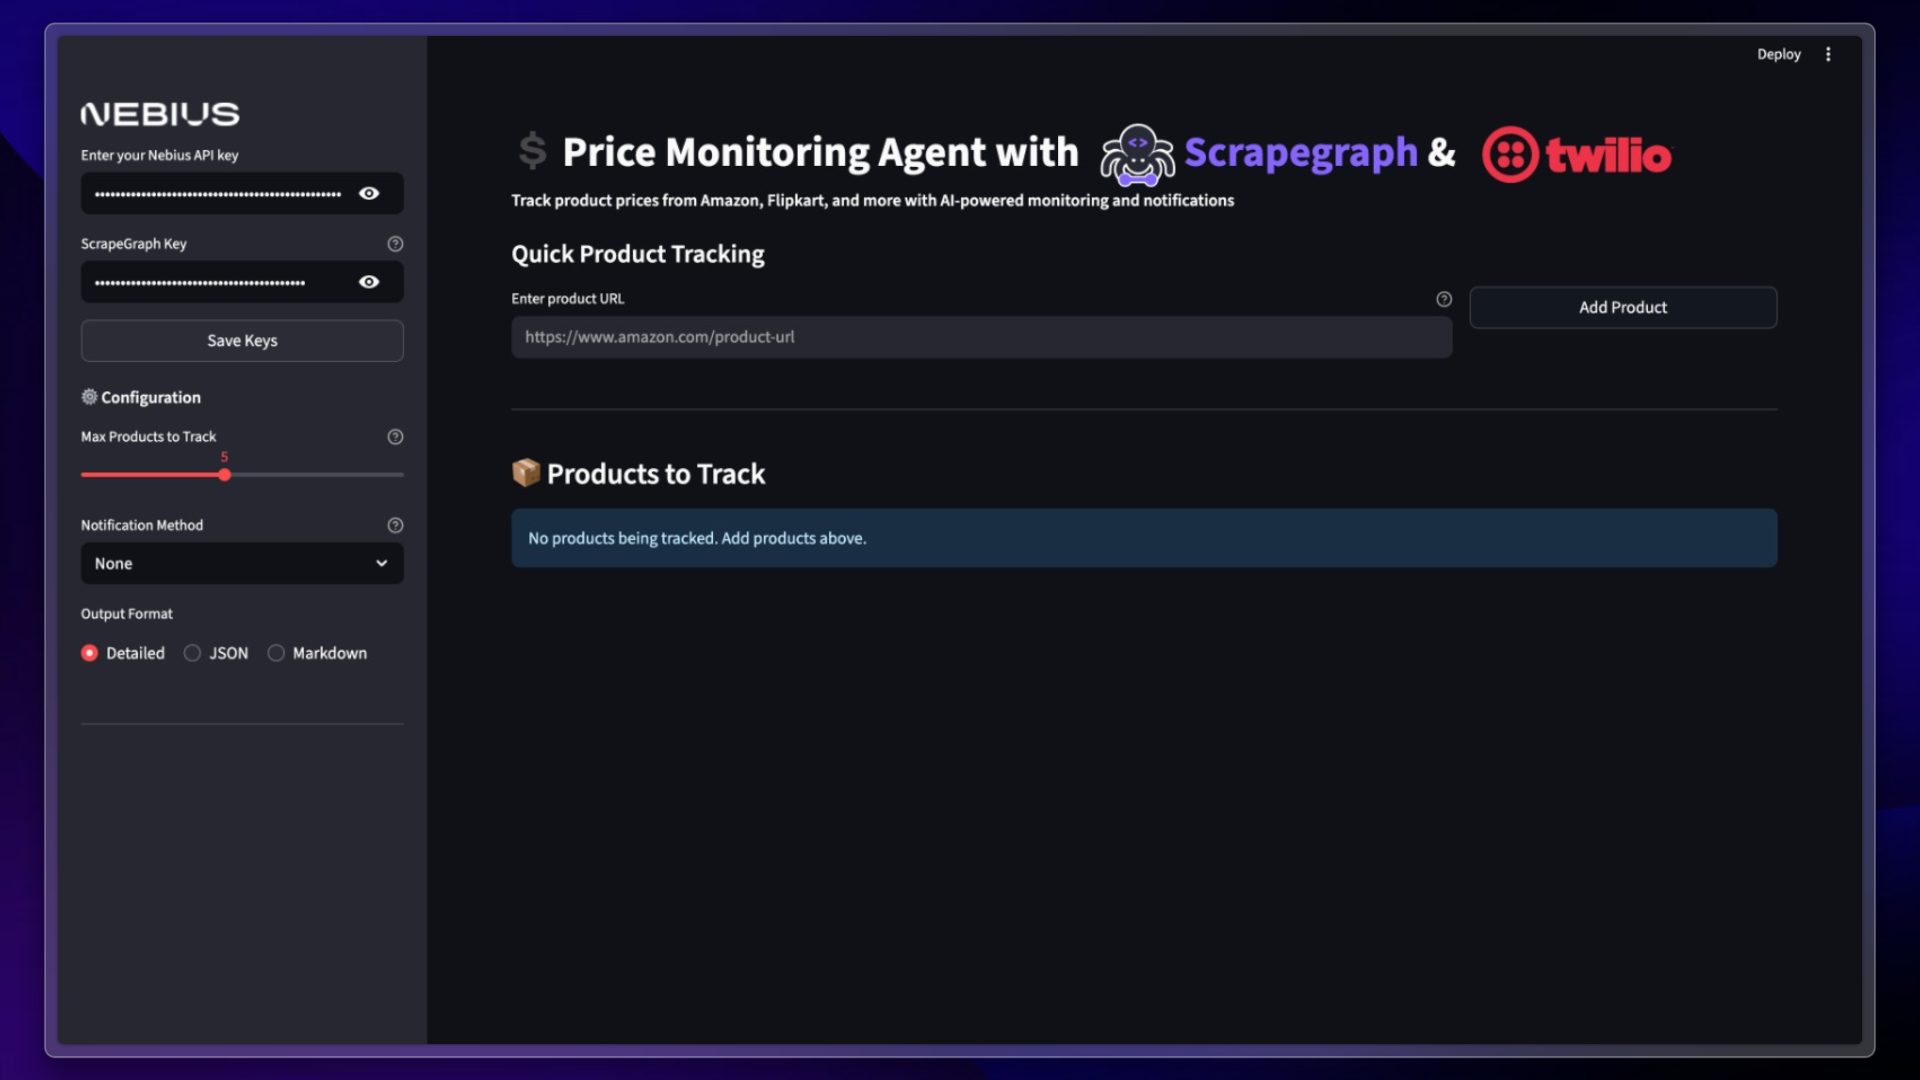 Deploy
NEBIUS
Enter your Nebius API key
ScrapeGraph Key
Save Keys
Configuration
Max Products to Track
5
Notification Method
None
Output Format
Detailed
JSON
Markdown
$ Price Monitoring Agent with Scrapegraph & twilio
Track product prices from Amazon, Flipkart, and more with AI-powered monitoring and notifications
Quick Product Tracking
Enter product URL
https://www.amazon.com/product-url
Add Product
Products to Track
No products being tracked. Add products above.